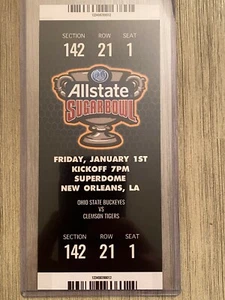 SECTION ROW SEAT
142 21 1
Allstate
SUGAR BOWL
FRIDAY, JANUARY 1ST
KICKOFF 7PM
SUPERDOME
NEW ORLEANS, LA
OHIO STATE BUCKEYES
VS
CLEMSON TIGERS
SECTION ROW SEAT
142 21 1